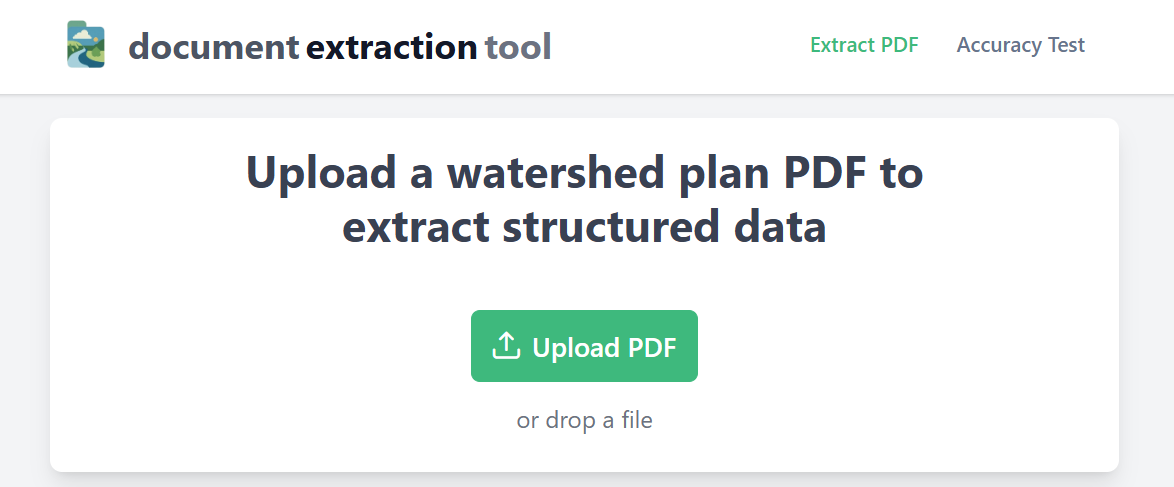 document extraction tool
Extract PDF
Accuracy Test
Upload a watershed plan PDF to
extract structured data
Upload PDF
or drop a file